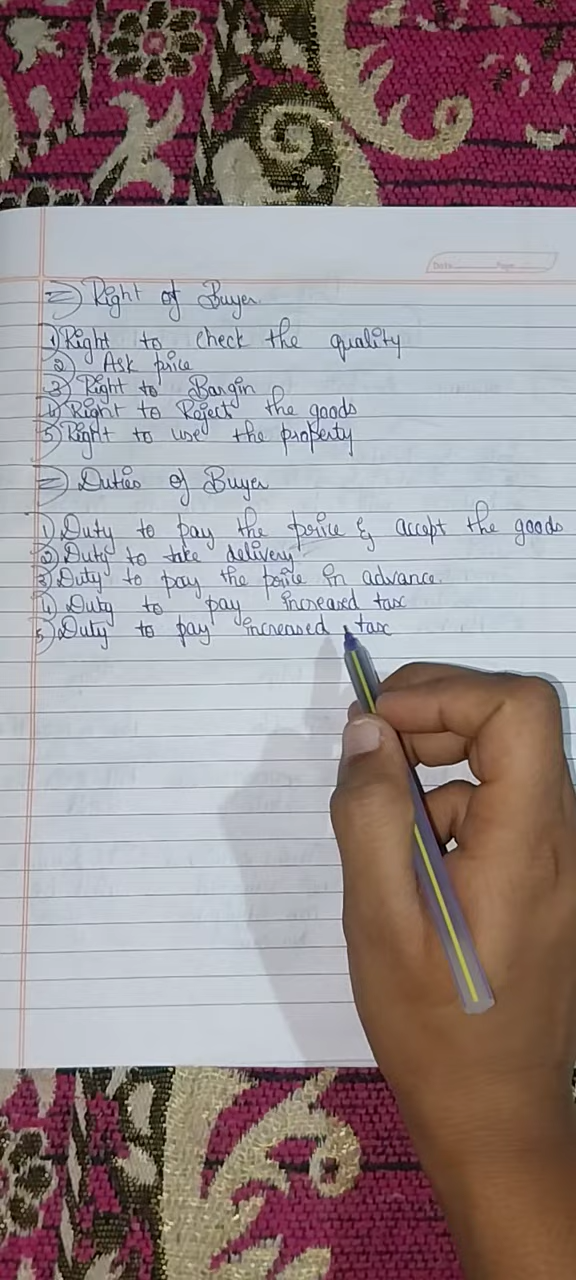 Date Page
=) Right of Buyer
1) Right to check the quality
2) Ask price
3) Right to Bangin
4) Right to Reject the goods
5) Right to use the property
=) Duties of Buyer
1) Duty to pay the price & accept the goods
2) Duty to take delivery
3) Duty to pay the price in advance.
4) Duty to pay increased tax
5) Duty to pay increased tax